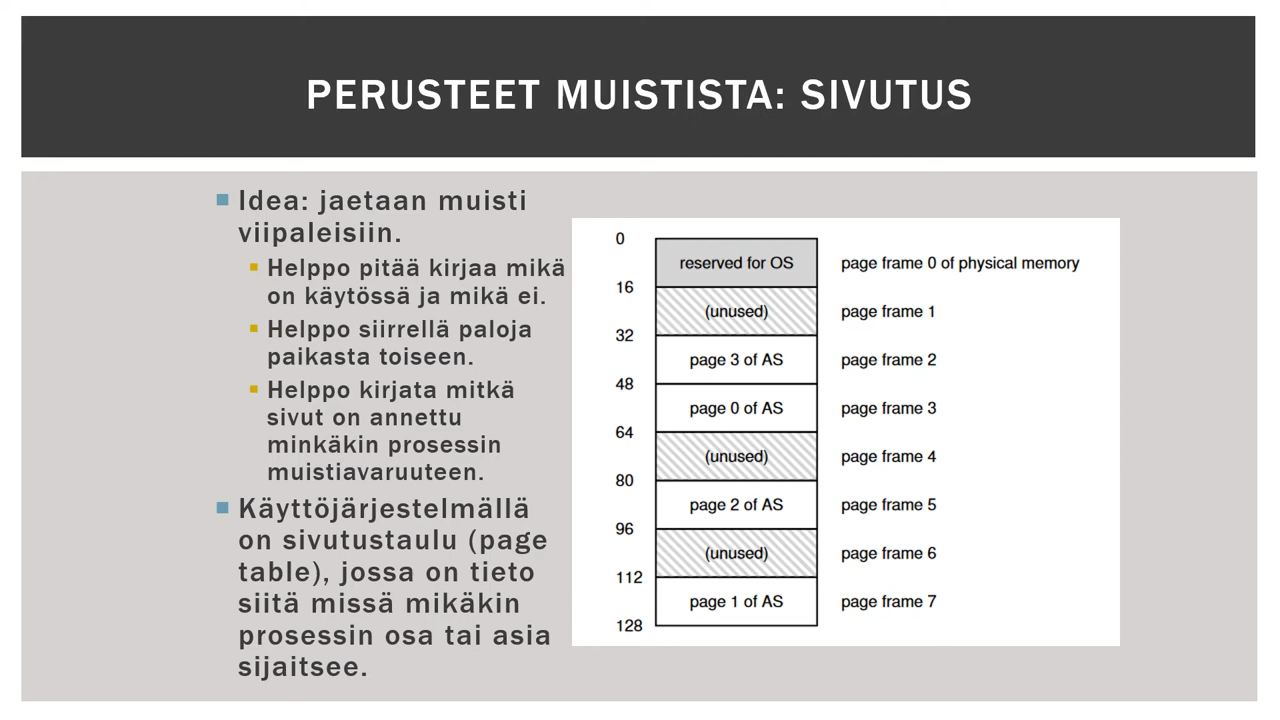 PERUSTEET MUISTISTA: SIVUTUS
Idea: jaetaan muisti
viipaleisiin.
Helppo pitää kirjaa mikä
on käytössä ja mikä ei.
Helppo siirrellä paloja
paikasta toiseen.
Helppo kirjata mitkä
sivut on annettu
minkäkin prosessin
muistiavaruuteen.
Käyttöjärjestelmällä
on sivutustaulu (page
table), jossa on tieto
siitä missä mikäkin
prosessin osa tai asia
sijaitsee.
0
reserved for OS page frame 0 of physical memory
16
(unused) page frame 1
32
page 3 of AS page frame 2
48
page 0 of AS page frame 3
64
(unused) page frame 4
80
page 2 of AS page frame 5
96
(unused) page frame 6
112
page 1 of AS page frame 7
128